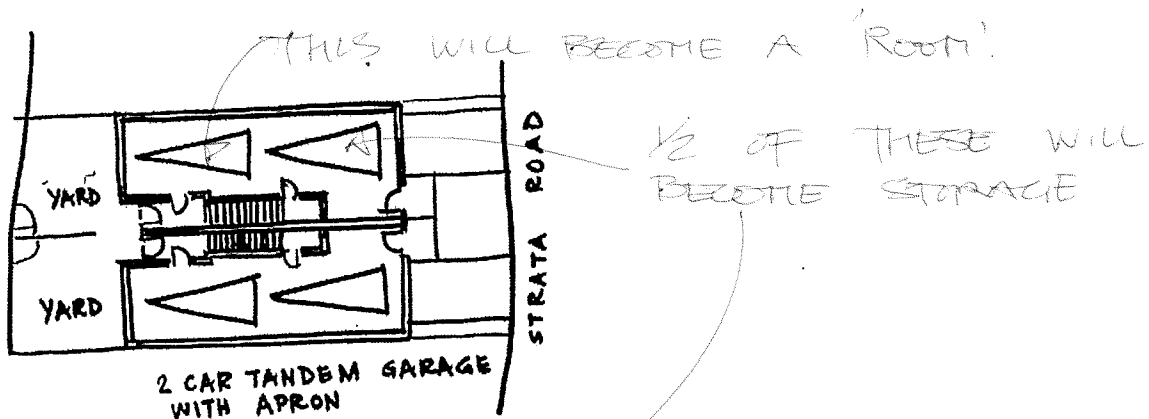 THIS WILL BECOME A 'ROOM'.
1/2 OF THESE WILL
BECOME STORAGE
'YARD'
YARD
STRATA ROAD
2 CAR TANDEM GARAGE
WITH APRON